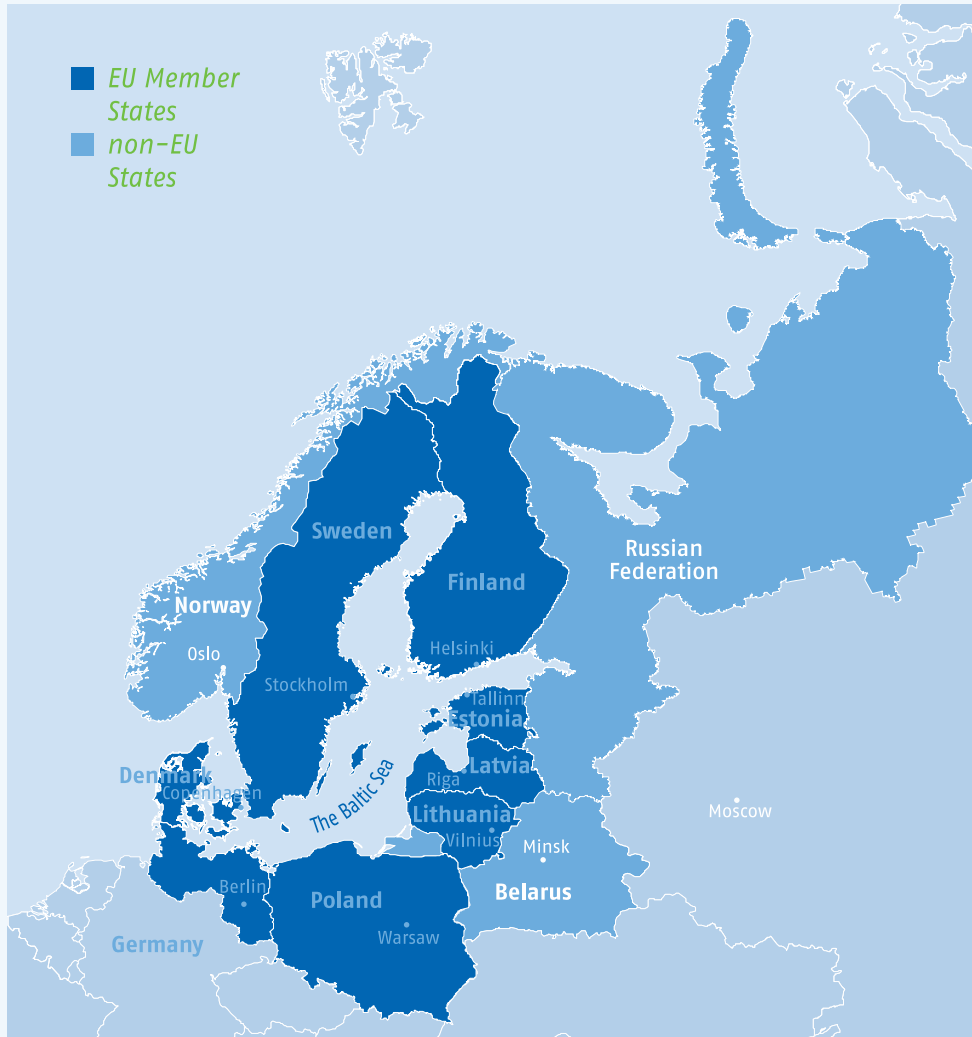 EU Member
States
non-EU
States
Sweden
Finland
Russian
Federation
Norway
Oslo
Helsinki
Stockholm
Tallinn
Estonia
Denmark
Copenhagen
The Baltic Sea
Riga
Latvia
Lithuania
Vilnius
Moscow
Minsk
Belarus
Berlin
Poland
Warsaw
Germany